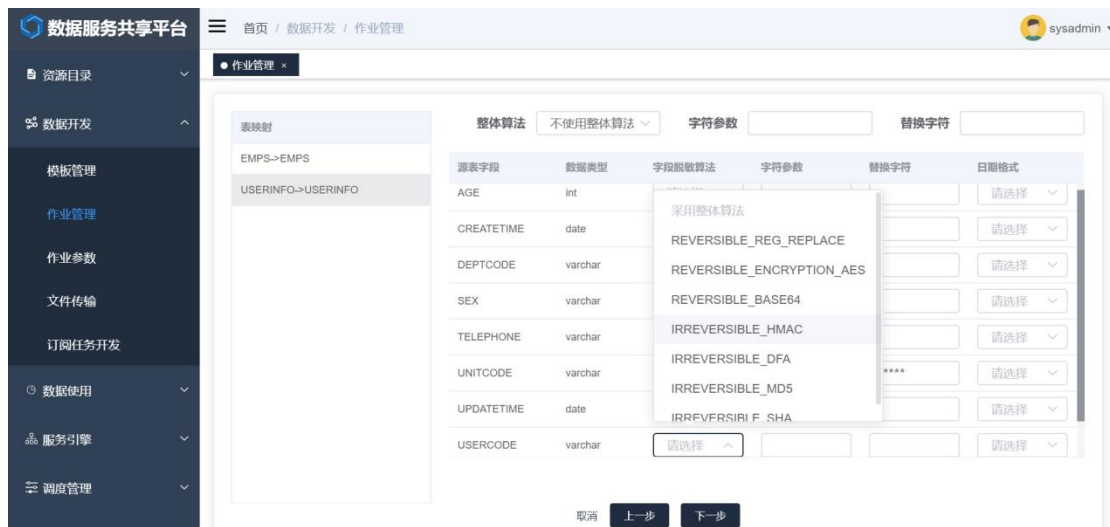 数据服务共享平台
首页 / 数据开发 / 作业管理
sysadmin
资源目录
作业管理 ×
数据开发
模板管理
作业管理
作业参数
文件传输
订阅任务开发
数据使用
服务引擎
调度管理
表映射
EMPS->EMPS
USERINFO->USERINFO
整体算法 不使用整体算法 字符参数 替换字符
源表字段 数据类型 字段脱敏算法 字符参数 替换字符 日期格式
AGE int 请选择
CREATETIME date 请选择
DEPTCODE varchar 请选择
SEX varchar 请选择
TELEPHONE varchar 请选择
UNITCODE varchar **** 请选择
UPDATETIME date 请选择
USERCODE varchar 请选择 请选择
采用整体算法
REVERSIBLE_REG_REPLACE
REVERSIBLE_ENCRYPTION_AES
REVERSIBLE_BASE64
IRREVERSIBLE_HMAC
IRREVERSIBLE_DFA
IRREVERSIBLE_MD5
IRREVERSIBLE_SHA
取消 上一步 下一步